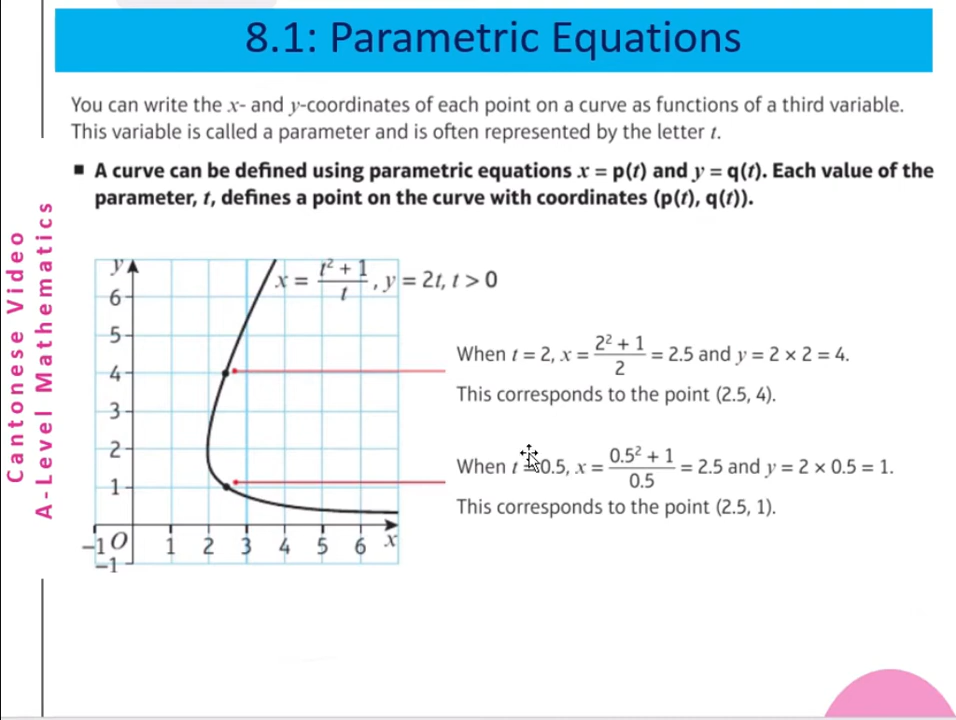 8.1: Parametric Equations
You can write the x- and y-coordinates of each point on a curve as functions of a third variable.
This variable is called a parameter and is often represented by the letter t.
■ A curve can be defined using parametric equations x = p(t) and y = q(t). Each value of the
parameter, t, defines a point on the curve with coordinates (p(t), q(t)).
Cantonese Video
A-Level Mathematics
y
x = (t² + 1)/t, y = 2t, t > 0
6
5
4
3
2
1
−1 O 1 2 3 4 5 6 x
−1
When t = 2, x = (2² + 1)/2 = 2.5 and y = 2 × 2 = 4.
This corresponds to the point (2.5, 4).
When t = 0.5, x = (0.5² + 1)/0.5 = 2.5 and y = 2 × 0.5 = 1.
This corresponds to the point (2.5, 1).